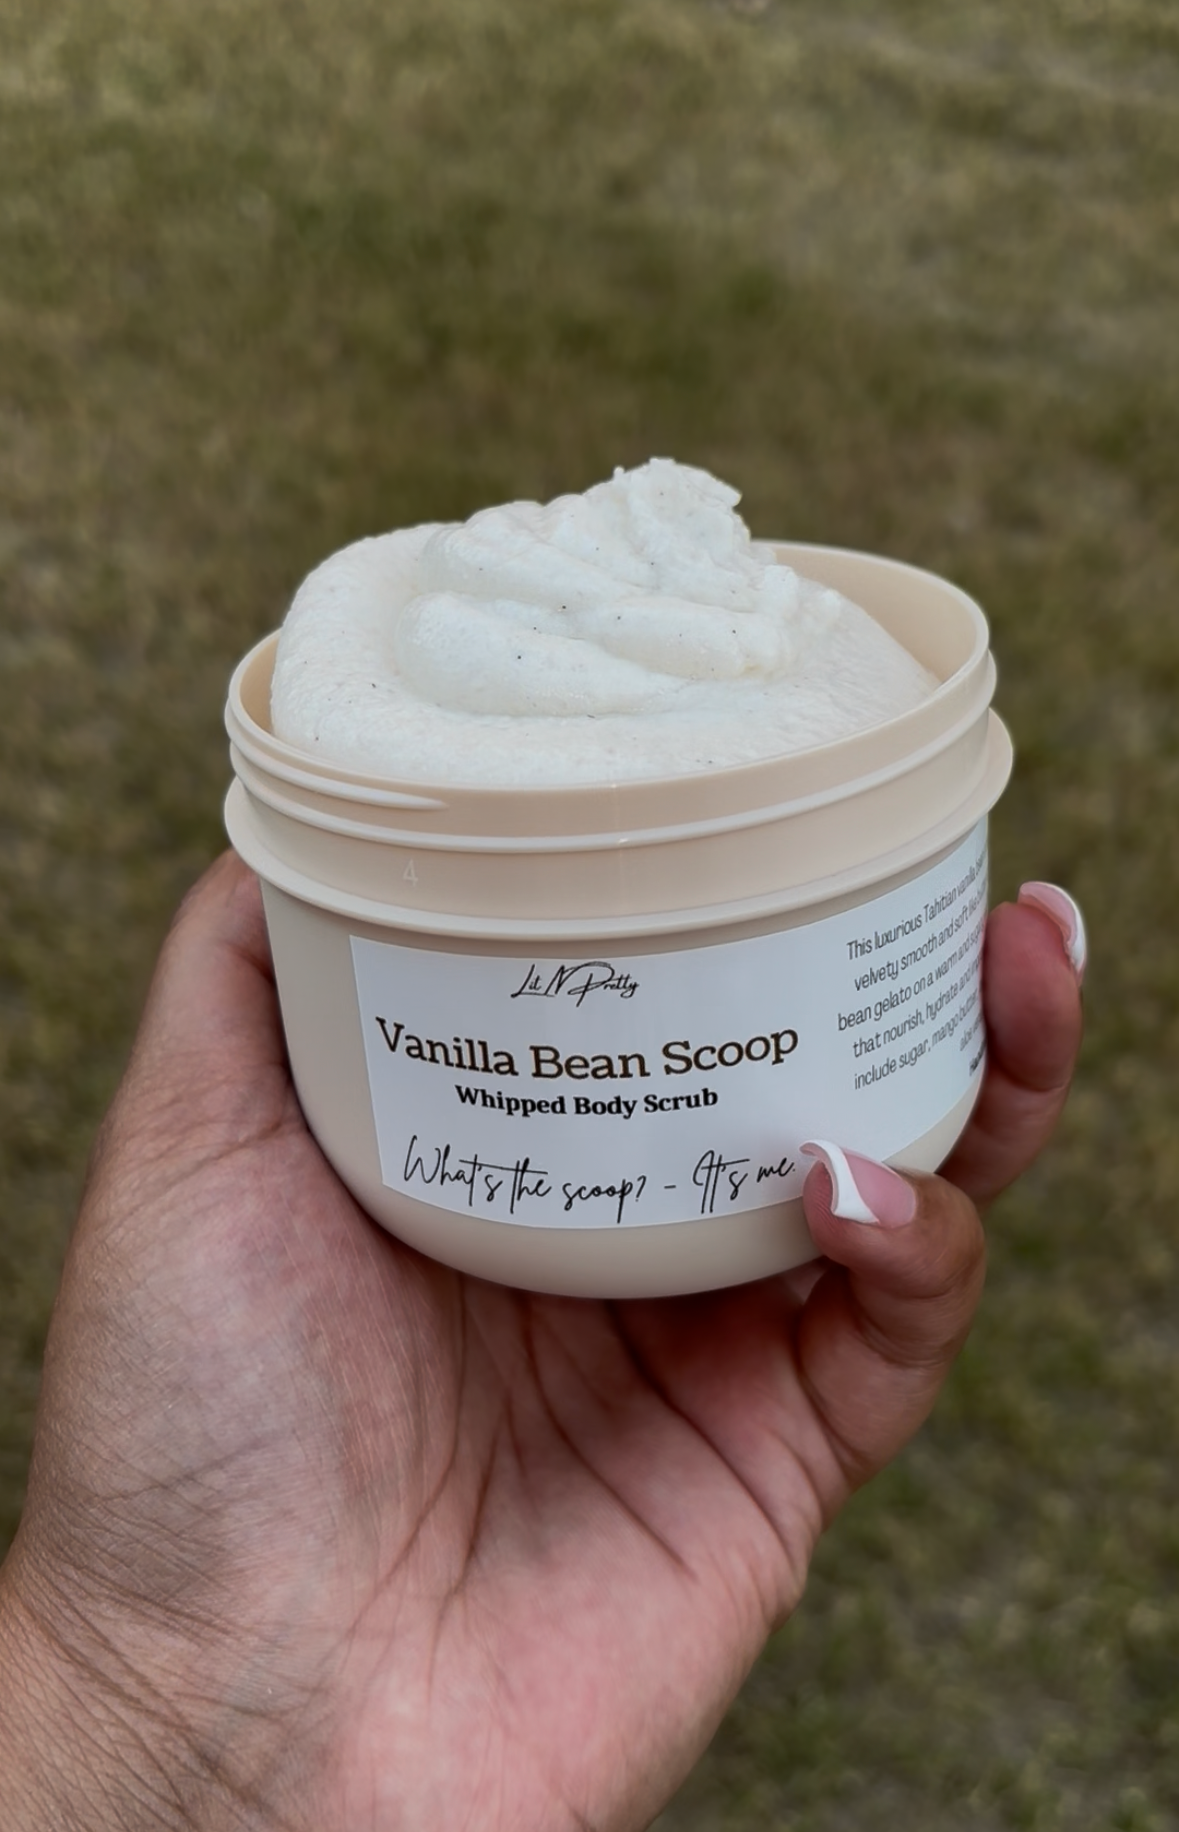 4
Lit N Pretty
Vanilla Bean Scoop
Whipped Body Scrub
What's the scoop? - It's me.
This luxurious Tahitian vanilla
velvety smooth and soft like
bean gelato on a warm and
that nourish, hydrate and
include sugar, mango butter,